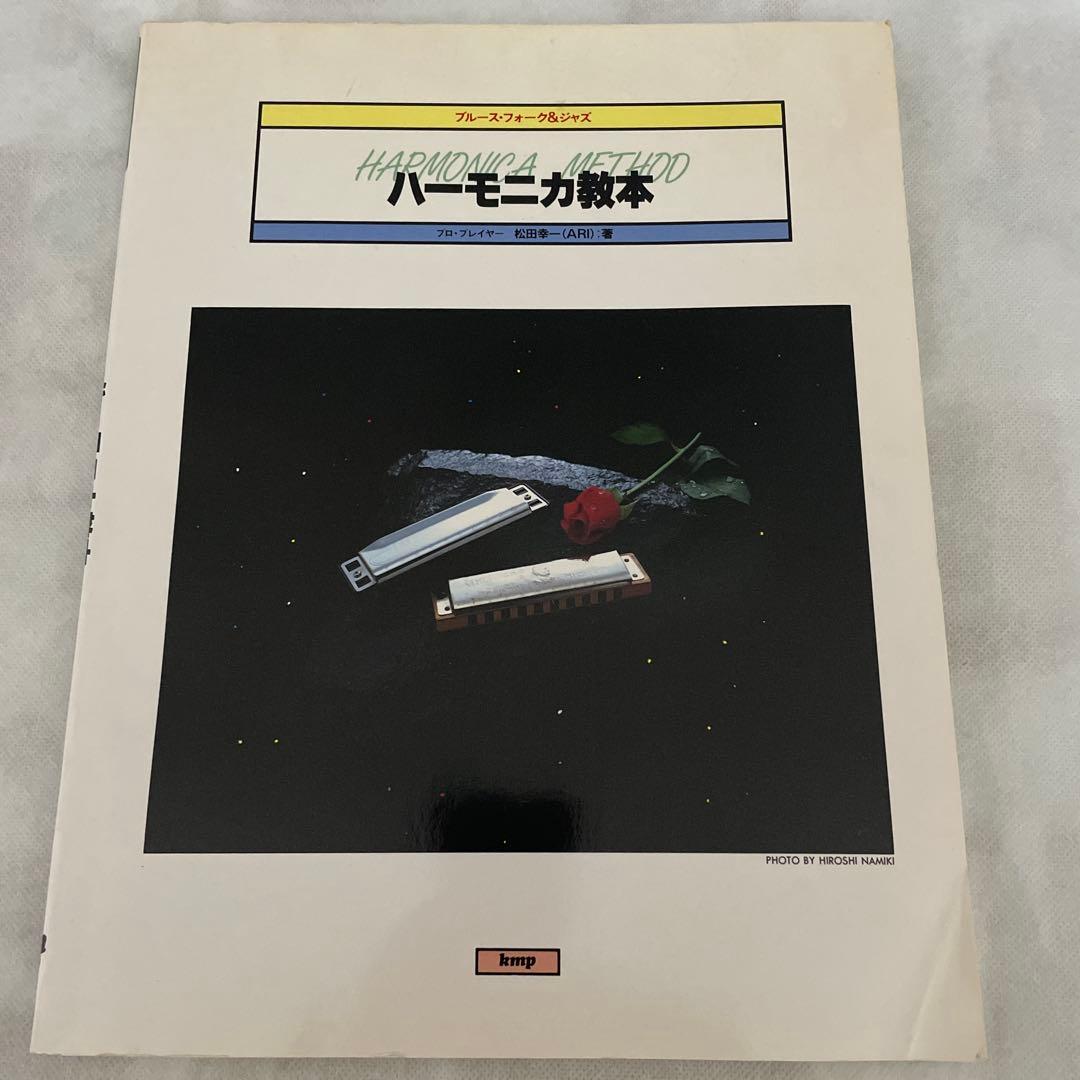 ブルース・フォーク&ジャズ
HARMONICA METHOD
ハーモニカ教本
プロ・プレイヤー 松田幸一(ARI):著
PHOTO BY HIROSHI NAMIKI
kmp